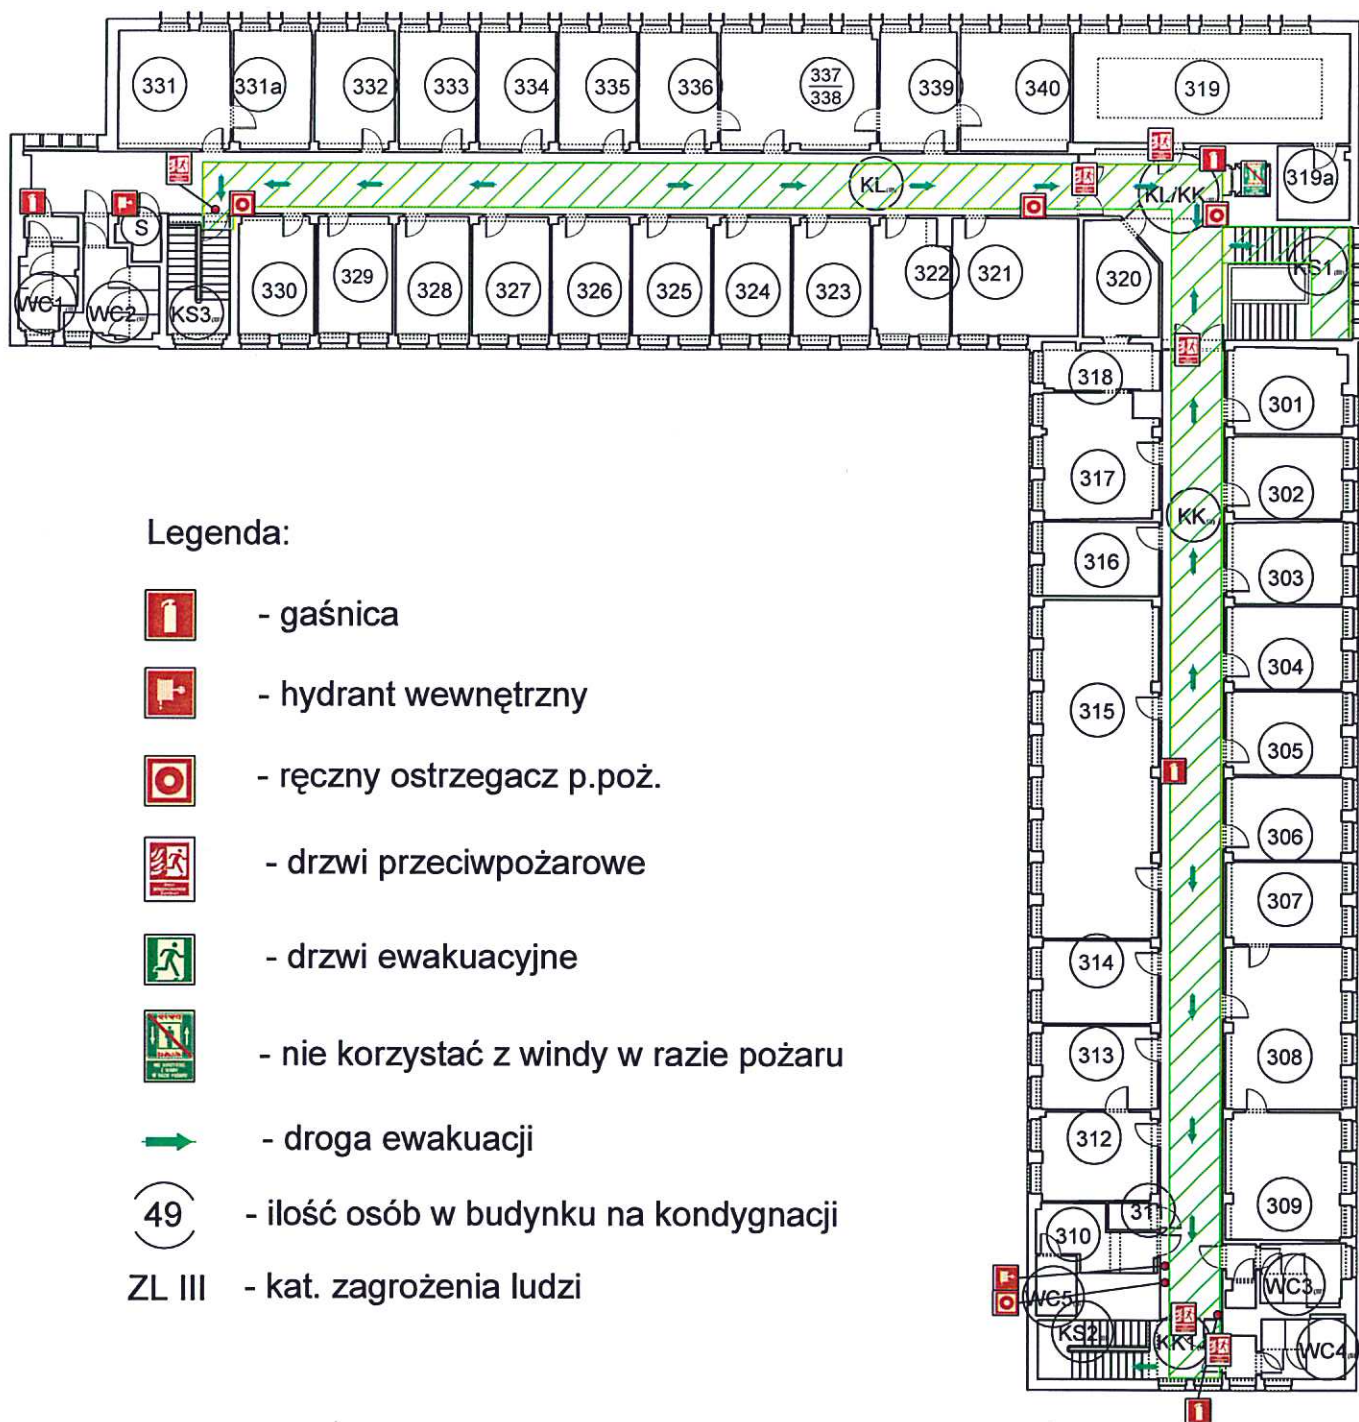 331
331a
332
333
334
335
336
337
338
339
340
319
KL
KL/KK
319a
S
WC1
WC2
KS3
330
329
328
327
326
325
324
323
322
321
320
KS1
318
301
317
302
KK
316
303
304
315
305
306
307
314
313
308
312
311
310
309
WC5
WC3
KS2
KK1
WC4
Legenda:
- gaśnica
- hydrant wewnętrzny
- ręczny ostrzegacz p.poż.
- drzwi przeciwpożarowe
- drzwi ewakuacyjne
- nie korzystać z windy w razie pożaru
- droga ewakuacji
49 - ilość osób w budynku na kondygnacji
ZL III - kat. zagrożenia ludzi